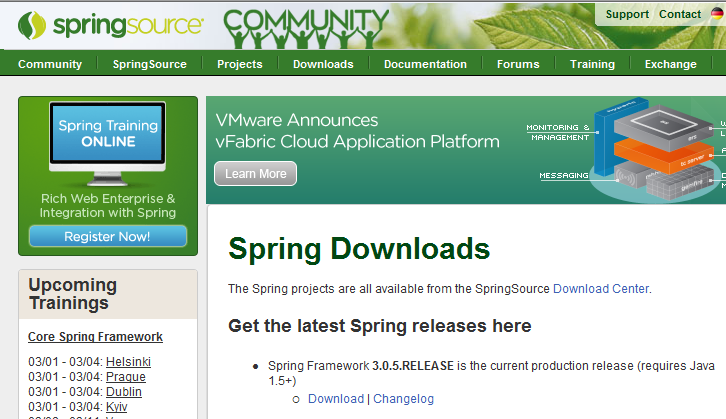 springsource COMMUNITY
Support Contact
Community SpringSource Projects Downloads Documentation Forums Training Exchange
Spring Training
ONLINE
Rich Web Enterprise &
Integration with Spring
Register Now!
VMware Announces
vFabric Cloud Application Platform
Learn More
MONITORING &
MANAGEMENT
MESSAGING
tc server
gemfire
Spring Downloads
The Spring projects are all available from the SpringSource Download Center.
Get the latest Spring releases here
• Spring Framework 3.0.5.RELEASE is the current production release (requires Java
1.5+)
○ Download | Changelog
Upcoming
Trainings
Core Spring Framework
03/01 - 03/04: Helsinki
03/01 - 03/04: Prague
03/01 - 03/04: Dublin
03/01 - 03/04: Kyiv